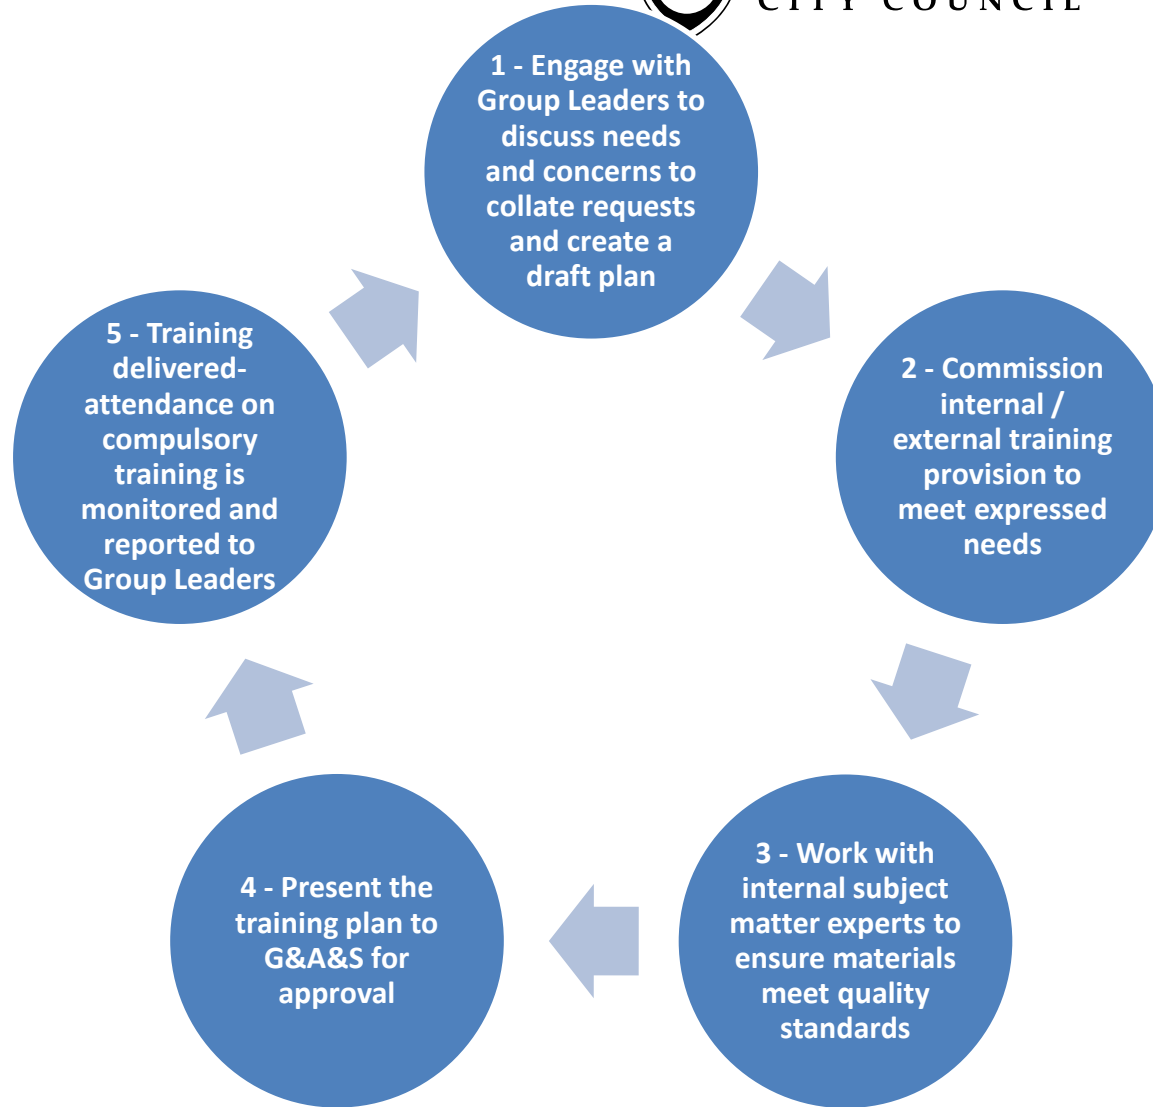 CITY COUNCIL
1 - Engage with
Group Leaders to
discuss needs
and concerns to
collate requests
and create a
draft plan
2 - Commission
internal /
external training
provision to
meet expressed
needs
3 - Work with
internal subject
matter experts to
ensure materials
meet quality
standards
4 - Present the
training plan to
G&A&S for
approval
5 - Training
delivered-
attendance on
compulsory
training is
monitored and
reported to
Group Leaders